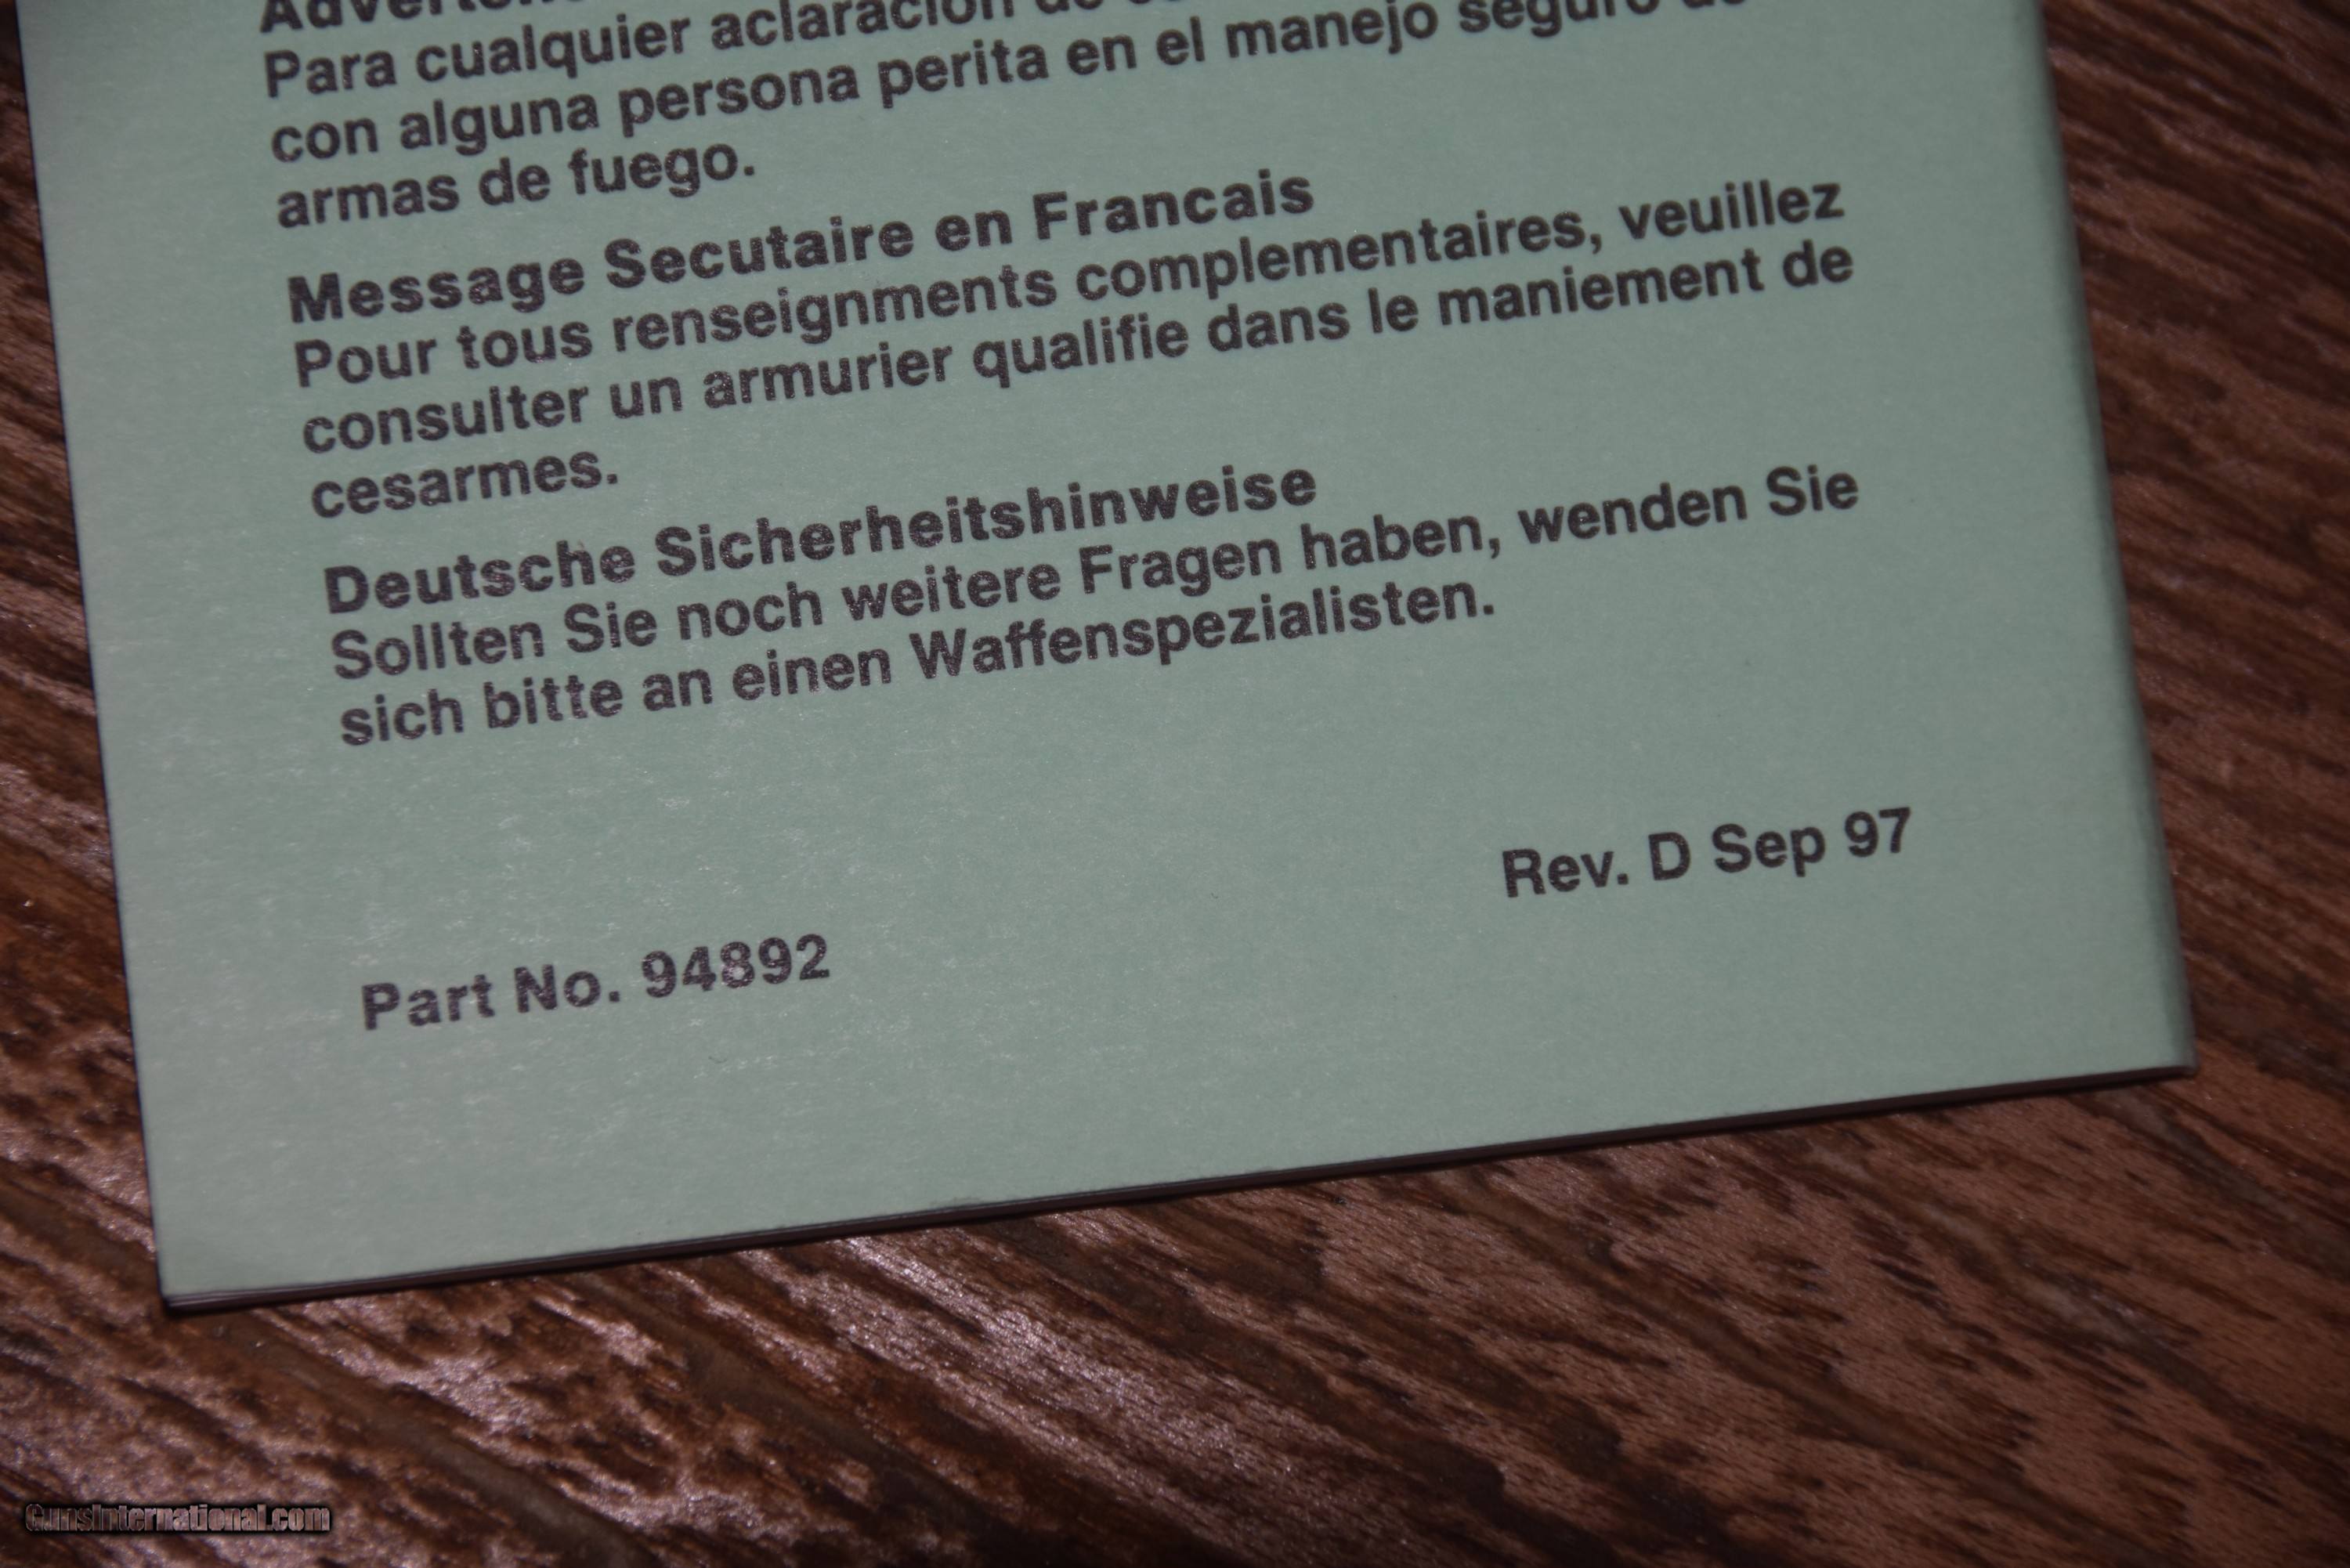 Para cualquier aclaración
con alguna persona perita en el manejo seguro
armas de fuego.
Message Secutaire en Francais
Pour tous renseignments complementaires, veuillez
consulter un armurier qualifie dans le maniement de
cesarmes.
Deutsche Sicherheitshinweise
Sollten Sie noch weitere Fragen haben, wenden Sie
sich bitte an einen Waffenspezialisten.
Rev. D Sep 97
Part No. 94892
GunsInternational.com